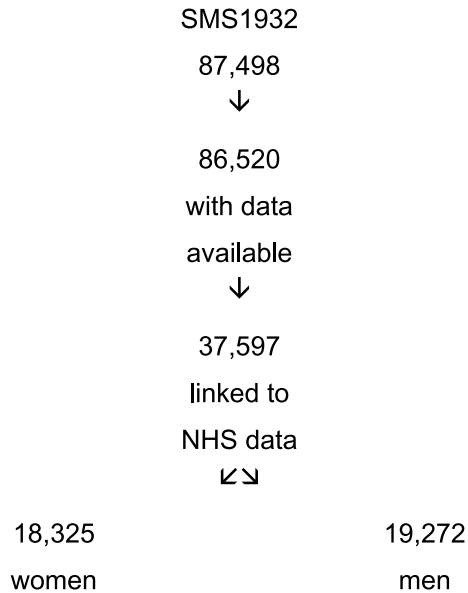 SMS1932
87,498
↓
86,520
with data
available
↓
37,597
linked to
NHS data
↙↘
18,325 19,272
women men